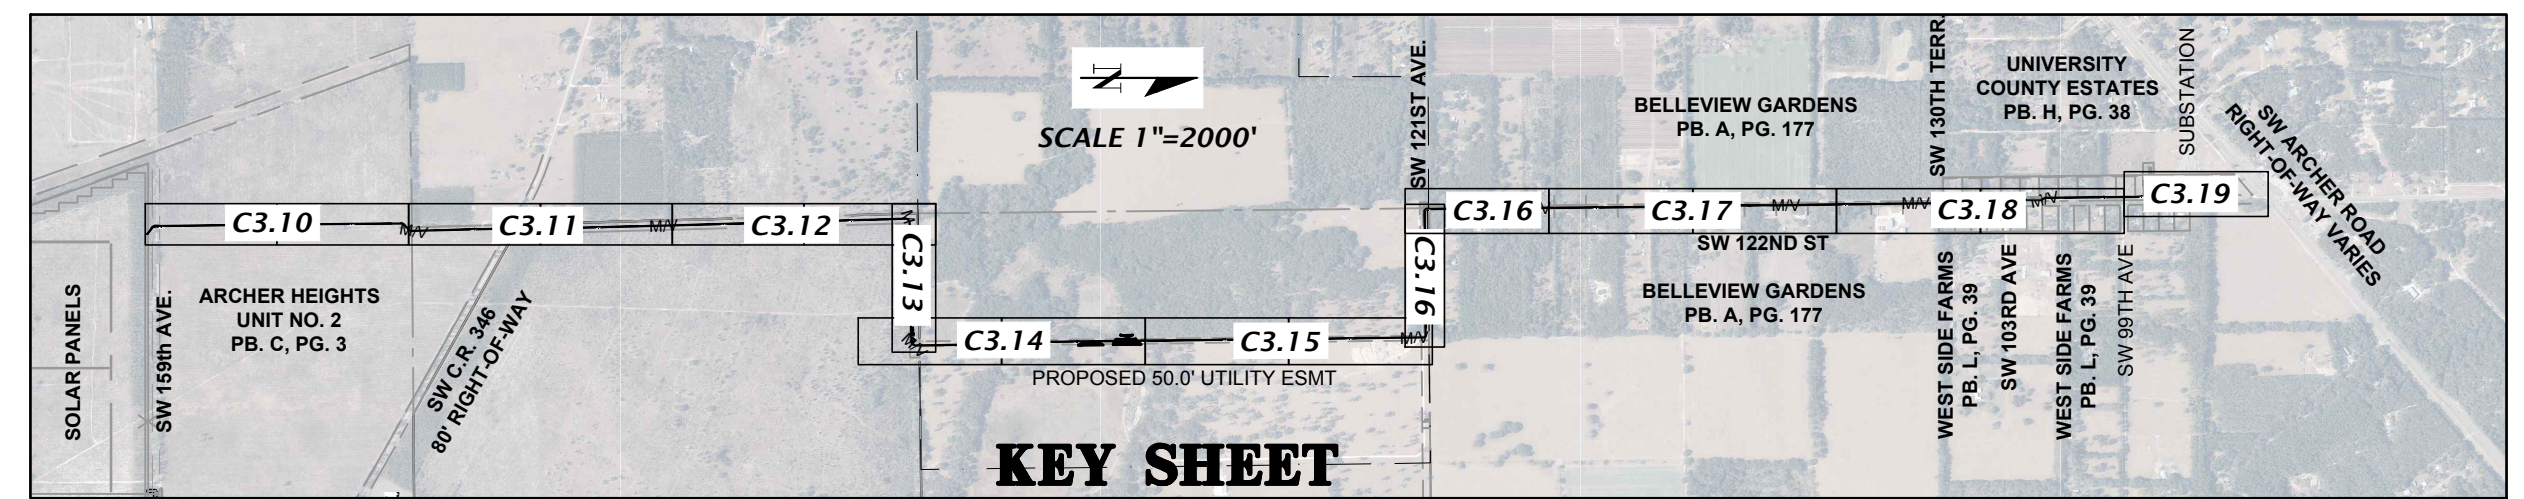 SOLAR PANELS
SW 159th AVE.
C3.10
ARCHER HEIGHTS
UNIT NO. 2
PB. C, PG. 3
C3.11
SW C.R. 346
80' RIGHT-OF-WAY
C3.12
C3.13
N
SCALE 1"=2000'
C3.14
C3.15
PROPOSED 50.0' UTILITY ESMT
KEY SHEET
SW 121ST AVE.
C3.16
C3.16
BELLEVIEW GARDENS
PB. A, PG. 177
C3.17
SW 122ND ST
BELLEVIEW GARDENS
PB. A, PG. 177
SW 130TH TERR.
C3.18
WEST SIDE FARMS
PB. L, PG. 39
SW 103RD AVE
WEST SIDE FARMS
PB. L, PG. 39
SW 99TH AVE
UNIVERSITY
COUNTY ESTATES
PB. H, PG. 38
SUBSTATION
C3.19
SW ARCHER ROAD
RIGHT-OF-WAY VARIES